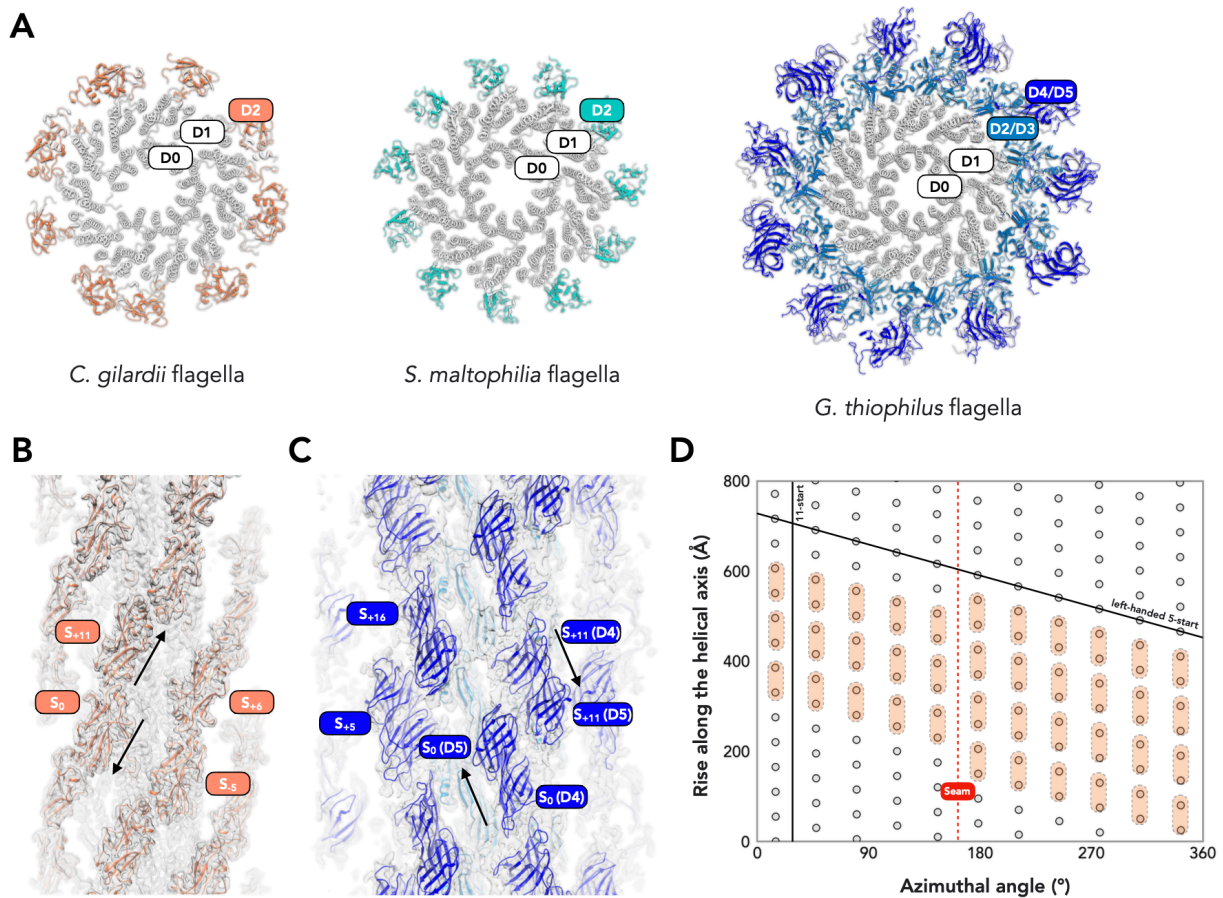 A
D2
D1
D0
C. gilardii flagella
D2
D1
D0
S. maltophilia flagella
D4/D5
D2/D3
D1
D0
G. thiophilus flagella
B
S+11
S0
S+6
S-5
C
S+16
S+11 (D4)
S+11 (D5)
S+5
S0 (D5)
S0 (D4)
D
Rise along the helical axis (Å)
800
600
400
200
0
11-start
left-handed 5-start
Seam
0
90
180
270
360
Azimuthal angle (º)